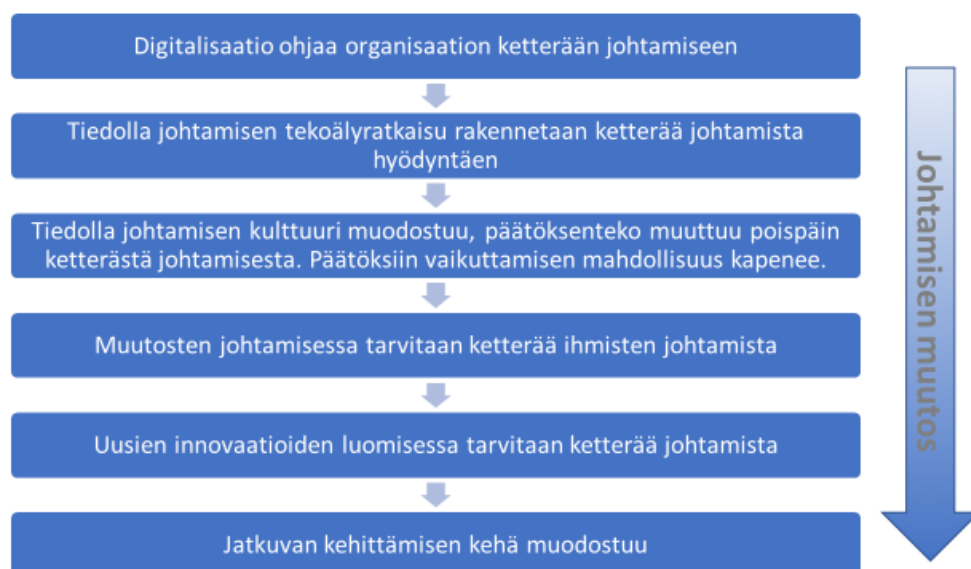 Digitalisaatio ohjaa organisaation ketterään johtamiseen
Tiedolla johtamisen tekoälyratkaisu rakennetaan ketterää johtamista
hyödyntäen
Tiedolla johtamisen kulttuuri muodostuu, päätöksenteko muuttuu poispäin
ketterästä johtamisesta. Päätöksiin vaikuttamisen mahdollisuus kapenee.
Muutosten johtamisessa tarvitaan ketterää ihmisten johtamista
Uusien innovaatioiden luomisessa tarvitaan ketterää johtamista
Jatkuvan kehittämisen kehä muodostuu
Johtamisen muutos